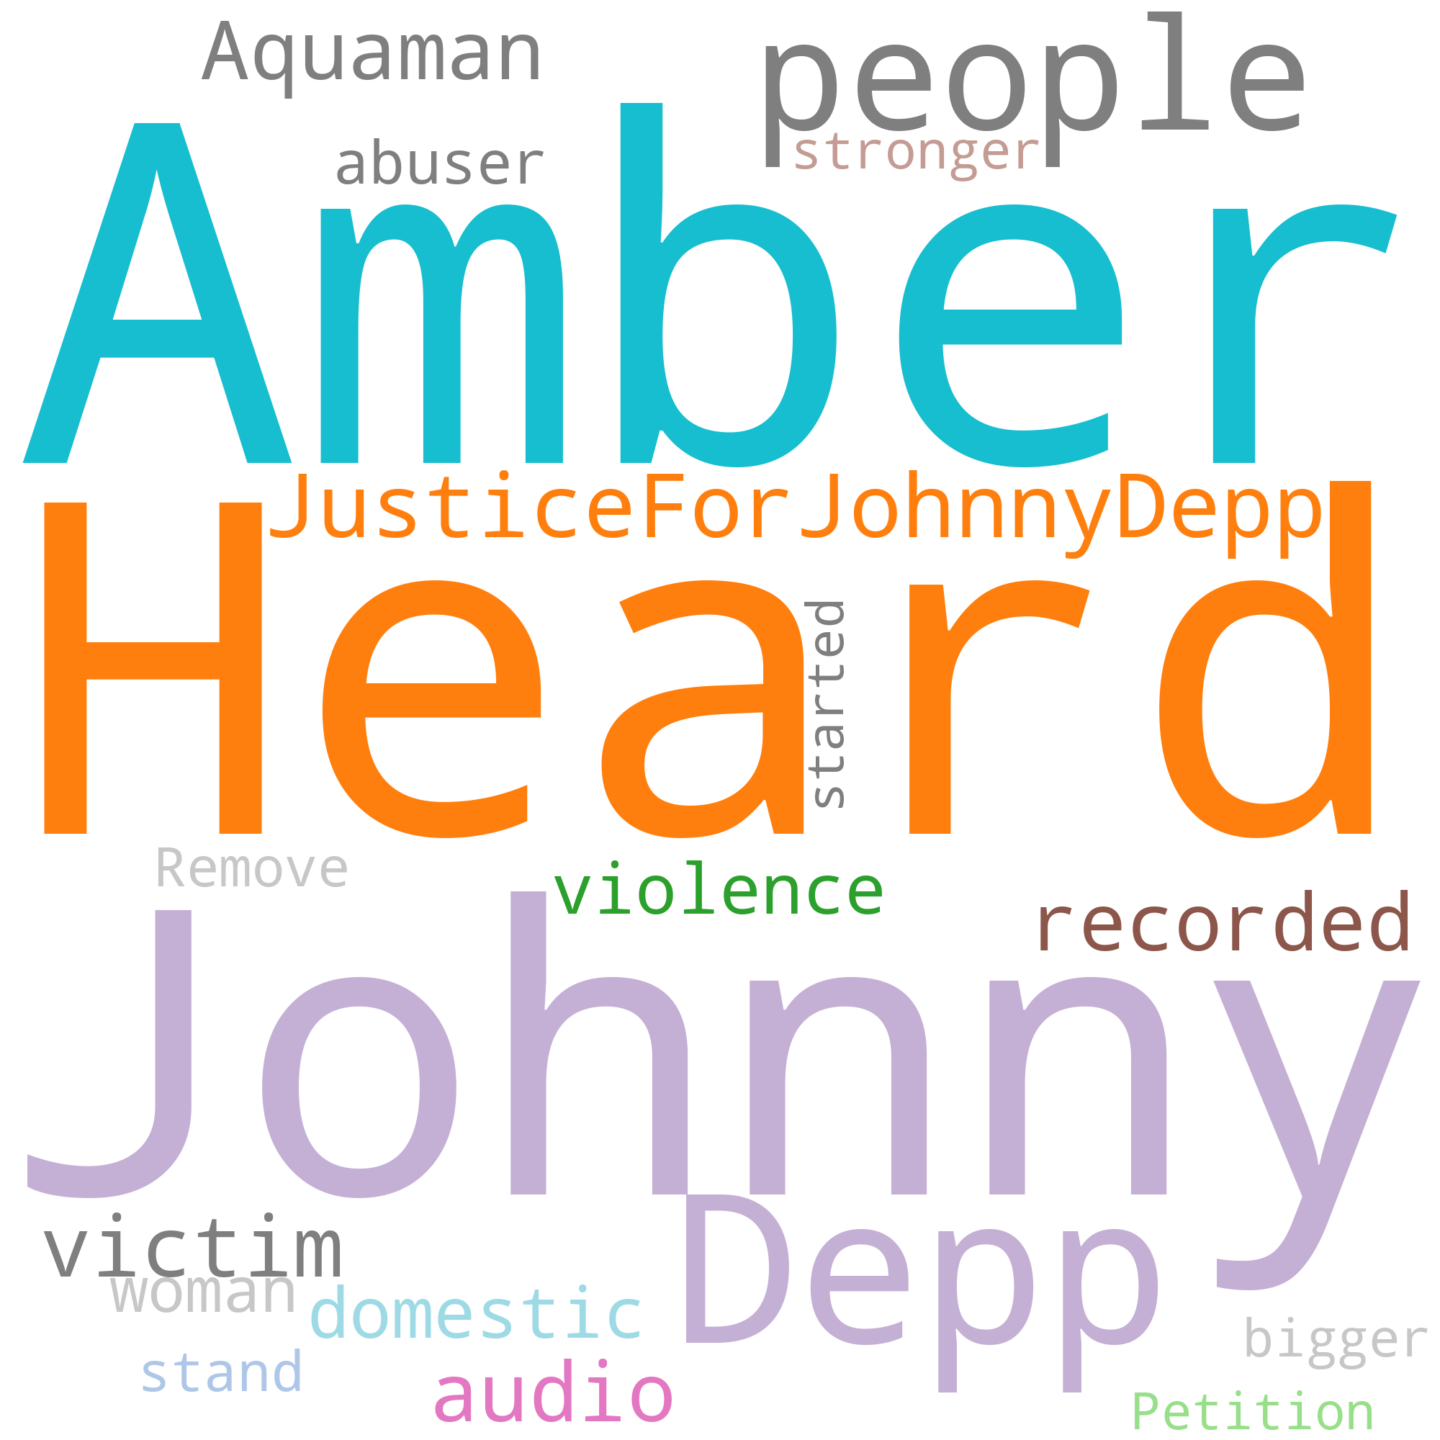 Aquaman
people
abuser
stronger
Amber
JusticeForJohnnyDepp
Heard
started
Remove
violence
recorded
Johnny
victim
Depp
woman
domestic
bigger
stand
audio
Petition